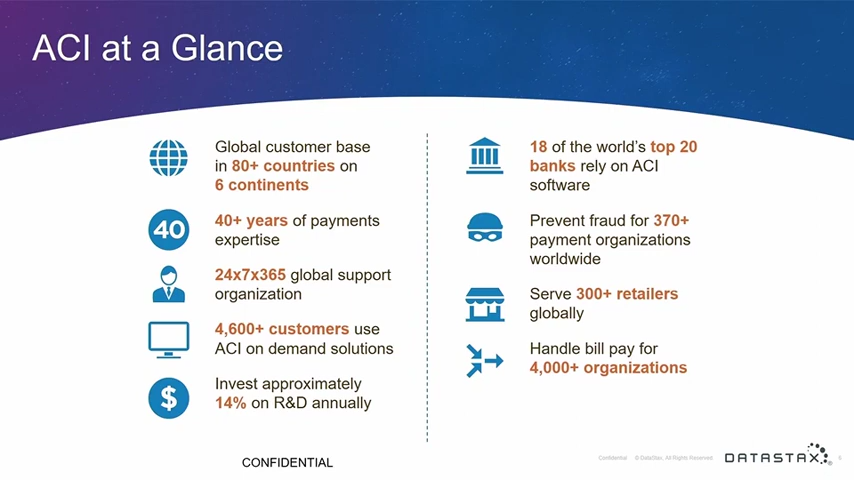 ACI at a Glance
Global customer base
in 80+ countries on
6 continents
40
40+ years of payments
expertise
24x7x365 global support
organization
4,600+ customers use
ACI on demand solutions
$
Invest approximately
14% on R&D annually
18 of the world's top 20
banks rely on ACI
software
Prevent fraud for 370+
payment organizations
worldwide
Serve 300+ retailers
globally
Handle bill pay for
4,000+ organizations
CONFIDENTIAL
Confidential © DataStax, All Rights Reserved.
DATASTAX®
5